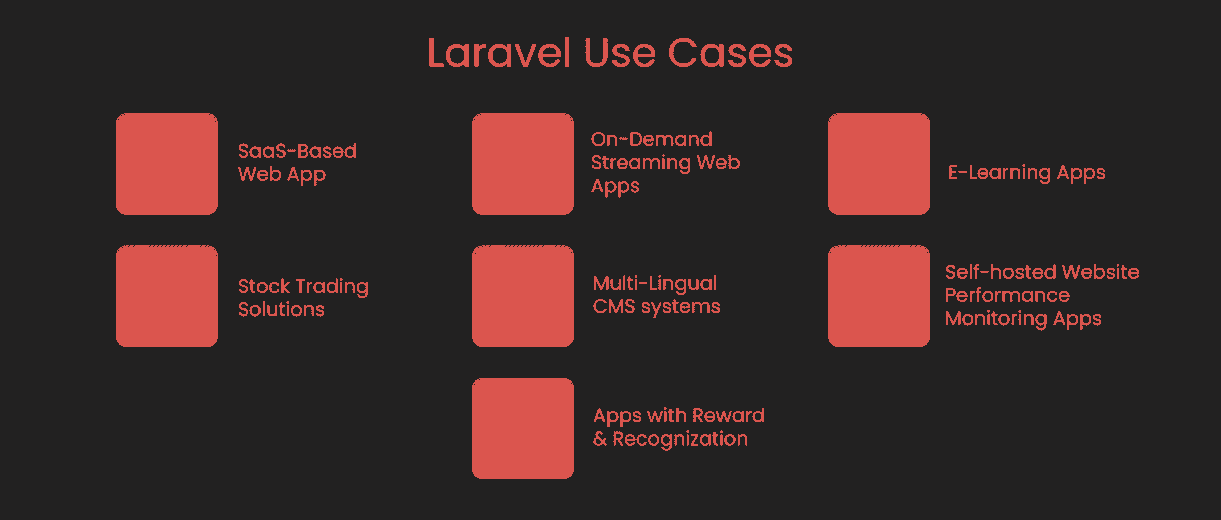 Laravel Use Cases
SaaS-Based
Web App
On-Demand
Streaming Web
Apps
E-Learning Apps
Stock Trading
Solutions
Multi-Lingual
CMS systems
Self-hosted Website
Performance
Monitoring Apps
Apps with Reward
& Recognization